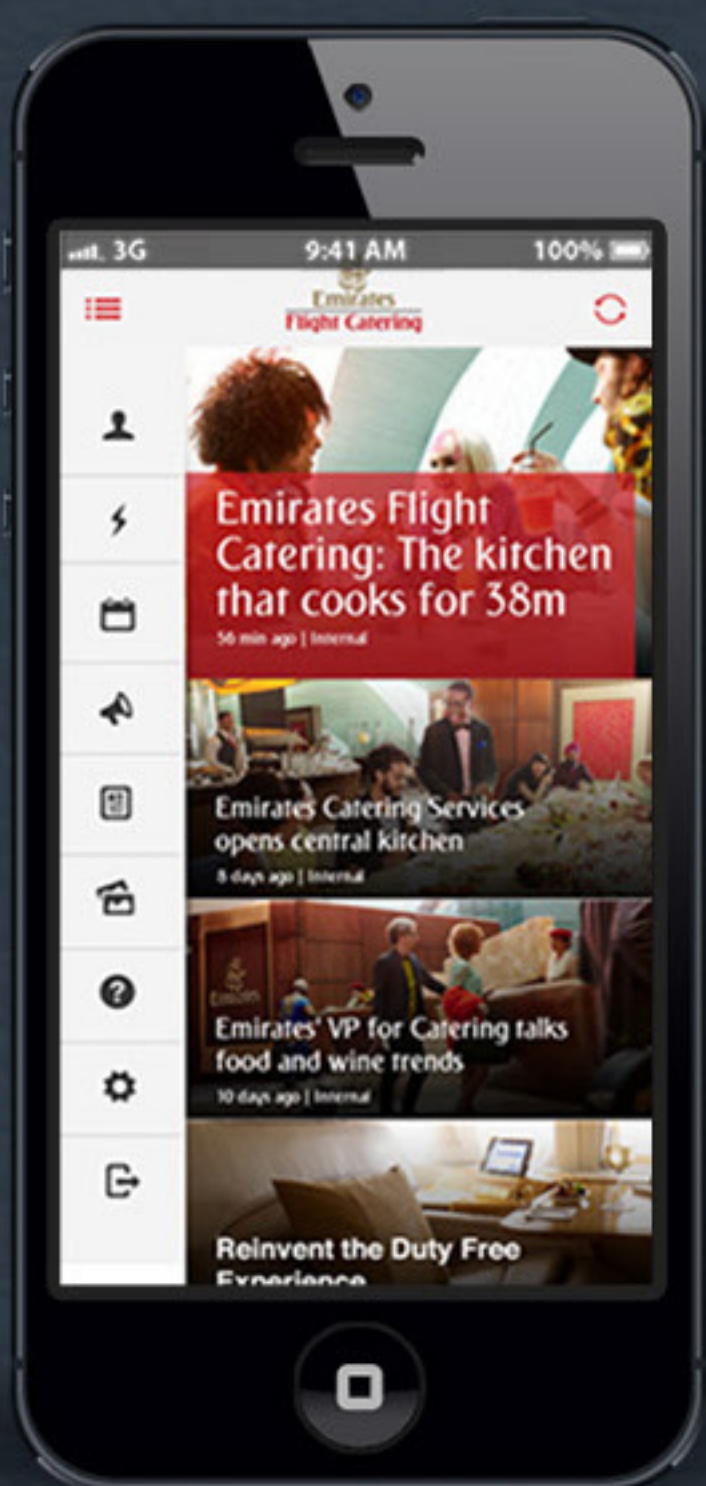 3G 9:41 AM 100%
Emirates
Flight Catering
Emirates Flight
Catering: The kitchen
that cooks for 38m
56 min ago | Internal
Emirates Catering Services
opens central kitchen
8 days ago | Internal
Emirates
Emirates' VP for Catering talks
food and wine trends
10 days ago | Internal
Reinvent the Duty Free
Experience